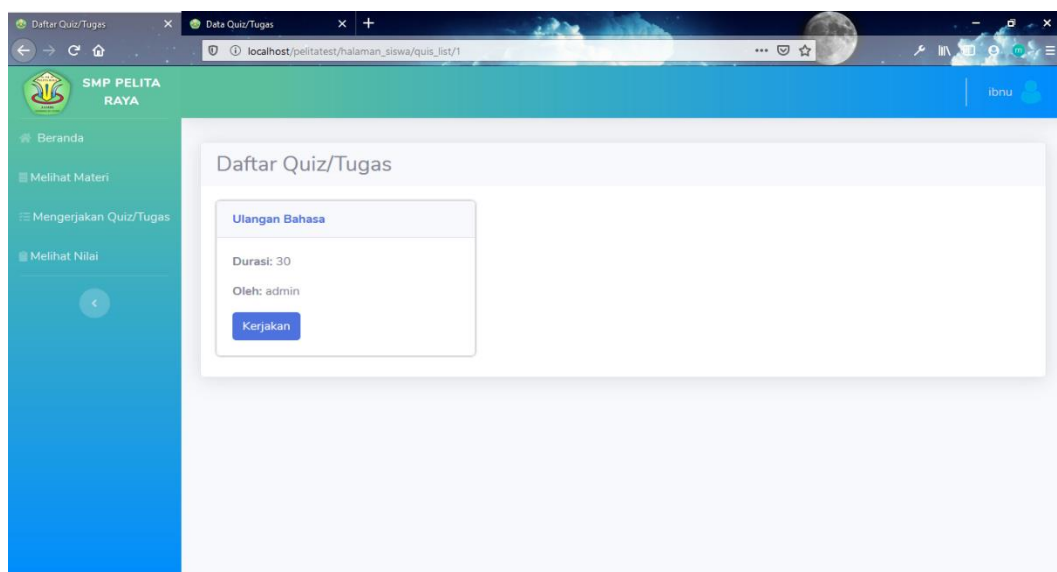 Daftar Quiz/Tugas
Data Quiz/Tugas
localhost/pelitatest/halaman_siswa/quis_list/1
SMP PELITA
RAYA
ibnu
Beranda
Melihat Materi
Mengerjakan Quiz/Tugas
Melihat Nilai
Daftar Quiz/Tugas
Ulangan Bahasa
Durasi: 30
Oleh: admin
Kerjakan